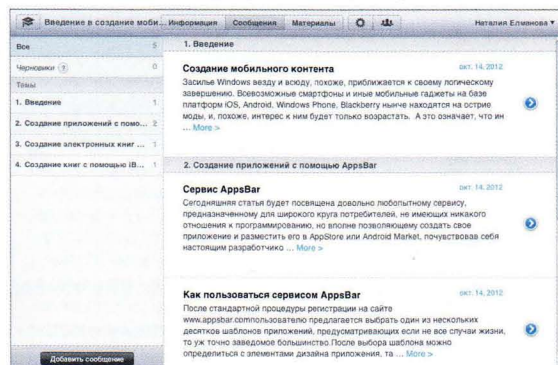 Введение в создание моби... Информация Сообщения Материалы Наталия Елминова ▾
Все 5
Черновики ? 0
Темы
1. Введение 1
2. Создание приложений с помо... 2
3. Создание электронных книг ... 1
4. Создание книг с помощью iB... 1
Добавить сообщение
1. Введение
Создание мобильного контента окт. 14, 2012
Засилье Windows везде и всюду, похоже, приближается к своему логическому
завершению. Всевозможные смартфоны и иные мобильные гаджеты на базе
платформ iOS, Android, Windows Phone, Blackberry нынче находятся на острие
моды, и, похоже, интерес к ним будет только возрастать. А это означает, что ин
... More >
2. Создание приложений с помощью AppsBar
Сервис AppsBar окт. 14, 2012
Сегодняшняя статья будет посвящена довольно любопытному сервису,
предназначенному для широкого круга потребителей, не имеющих никакого
отношения к программированию, но вполне позволяющему создать свое
приложение и разместить его в AppStore или Android Market, почувствовав себя
настоящим разработчико ... More >
Как пользоваться сервисом AppsBar окт. 14, 2012
После стандартной процедуры регистрации на сайте
www.appsbar.comпользователю предлагается выбрать один из нескольких
десятков шаблонов приложений, предусматривающих если не все случаи жизни,
то уж точно заведомое большинство.После выбора шаблона можно
определиться с элементами дизайна приложения, та ... More >